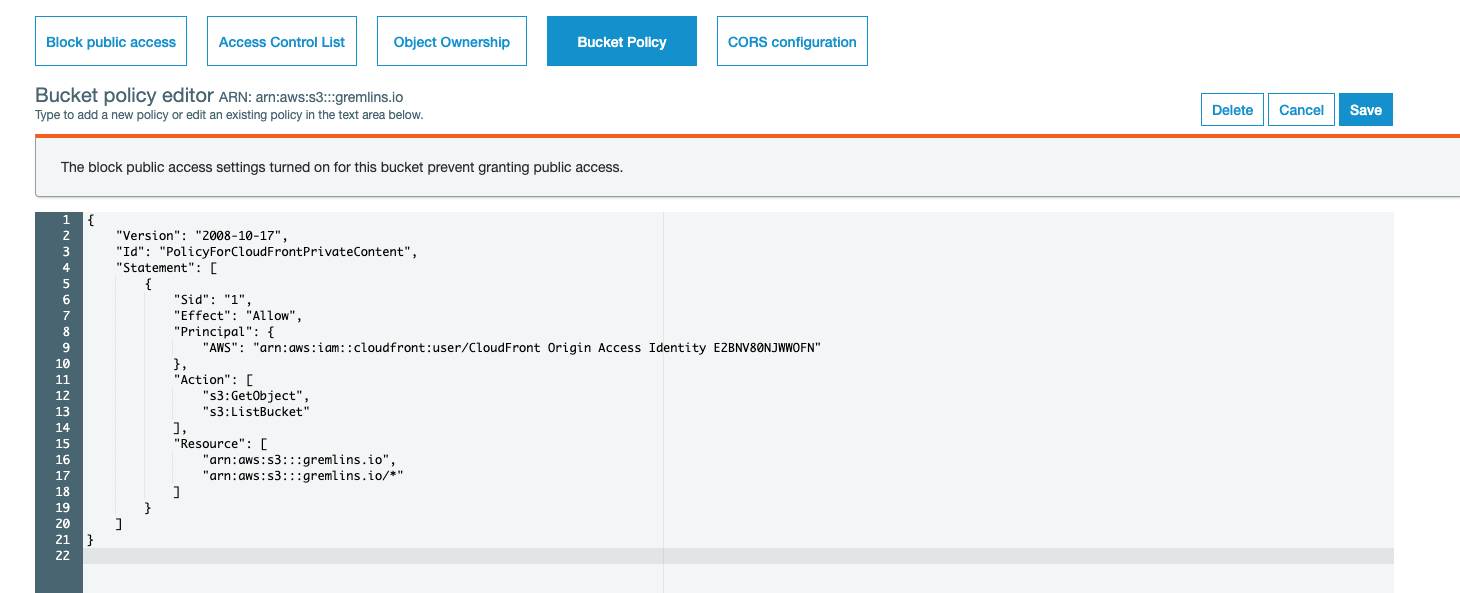 Block public access
Access Control List
Object Ownership
Bucket Policy
CORS configuration
Bucket policy editor ARN: arn:aws:s3:::gremlins.io
Type to add a new policy or edit an existing policy in the text area below.
Delete
Cancel
Save
The block public access settings turned on for this bucket prevent granting public access.
1 {
2     "Version": "2008-10-17",
3     "Id": "PolicyForCloudFrontPrivateContent",
4     "Statement": [
5         {
6             "Sid": "1",
7             "Effect": "Allow",
8             "Principal": {
9                 "AWS": "arn:aws:iam::cloudfront:user/CloudFront Origin Access Identity E2BNV80NJWWOFN"
10             },
11             "Action": [
12                 "s3:GetObject",
13                 "s3:ListBucket"
14             ],
15             "Resource": [
16                 "arn:aws:s3:::gremlins.io",
17                 "arn:aws:s3:::gremlins.io/*"
18             ]
19         }
20     ]
21 }
22